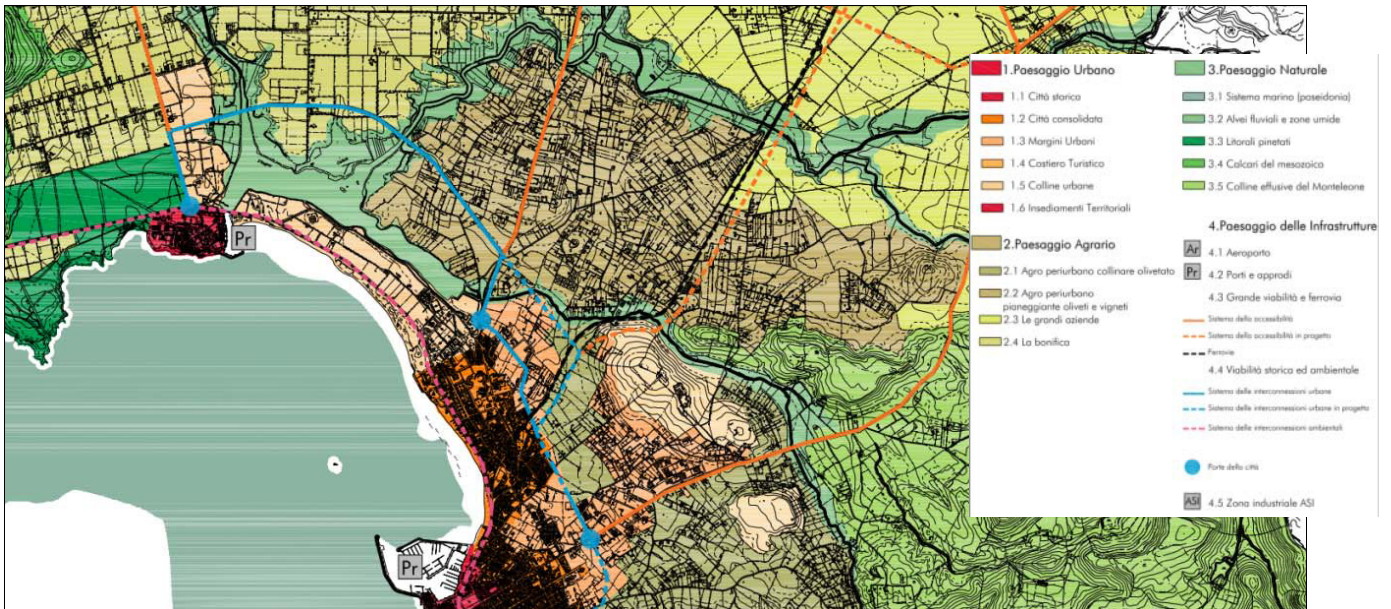 1.Paesaggio Urbano
1.1 Città storica
1.2 Città consolidata
1.3 Margini Urbani
1.4 Costiero Turistico
1.5 Colline urbane
1.6 Insediamenti Territoriali
2.Paesaggio Agrario
2.1 Agro periurbano collinare olivetato
2.2 Agro periurbano
pianeggiante oliveti e vigneti
2.3 Le grandi aziende
2.4 La bonifica
3.Paesaggio Naturale
3.1 Sistema marino (poseidonia)
3.2 Alvei fluviali e zone umide
3.3 Litorali pinetati
3.4 Calcari del mesozoica
3.5 Colline effusive del Monteleone
4.Paesaggio delle Infrastrutture
Ar 4.1 Aeroporto
Pr 4.2 Porti e approdi
4.3 Grande viabilità e ferrovia
Sistema della accessibilità
Sistema della accessibilità in progetto
Ferrovie
4.4 Viabilità storica ed ambientale
Sistema delle interconnessioni urbane
Sistema delle interconnessioni urbane in progetto
Sistema delle interconnessioni ambientali
Porte della città
ASI 4.5 Zona industriale ASI
Pr
Pr